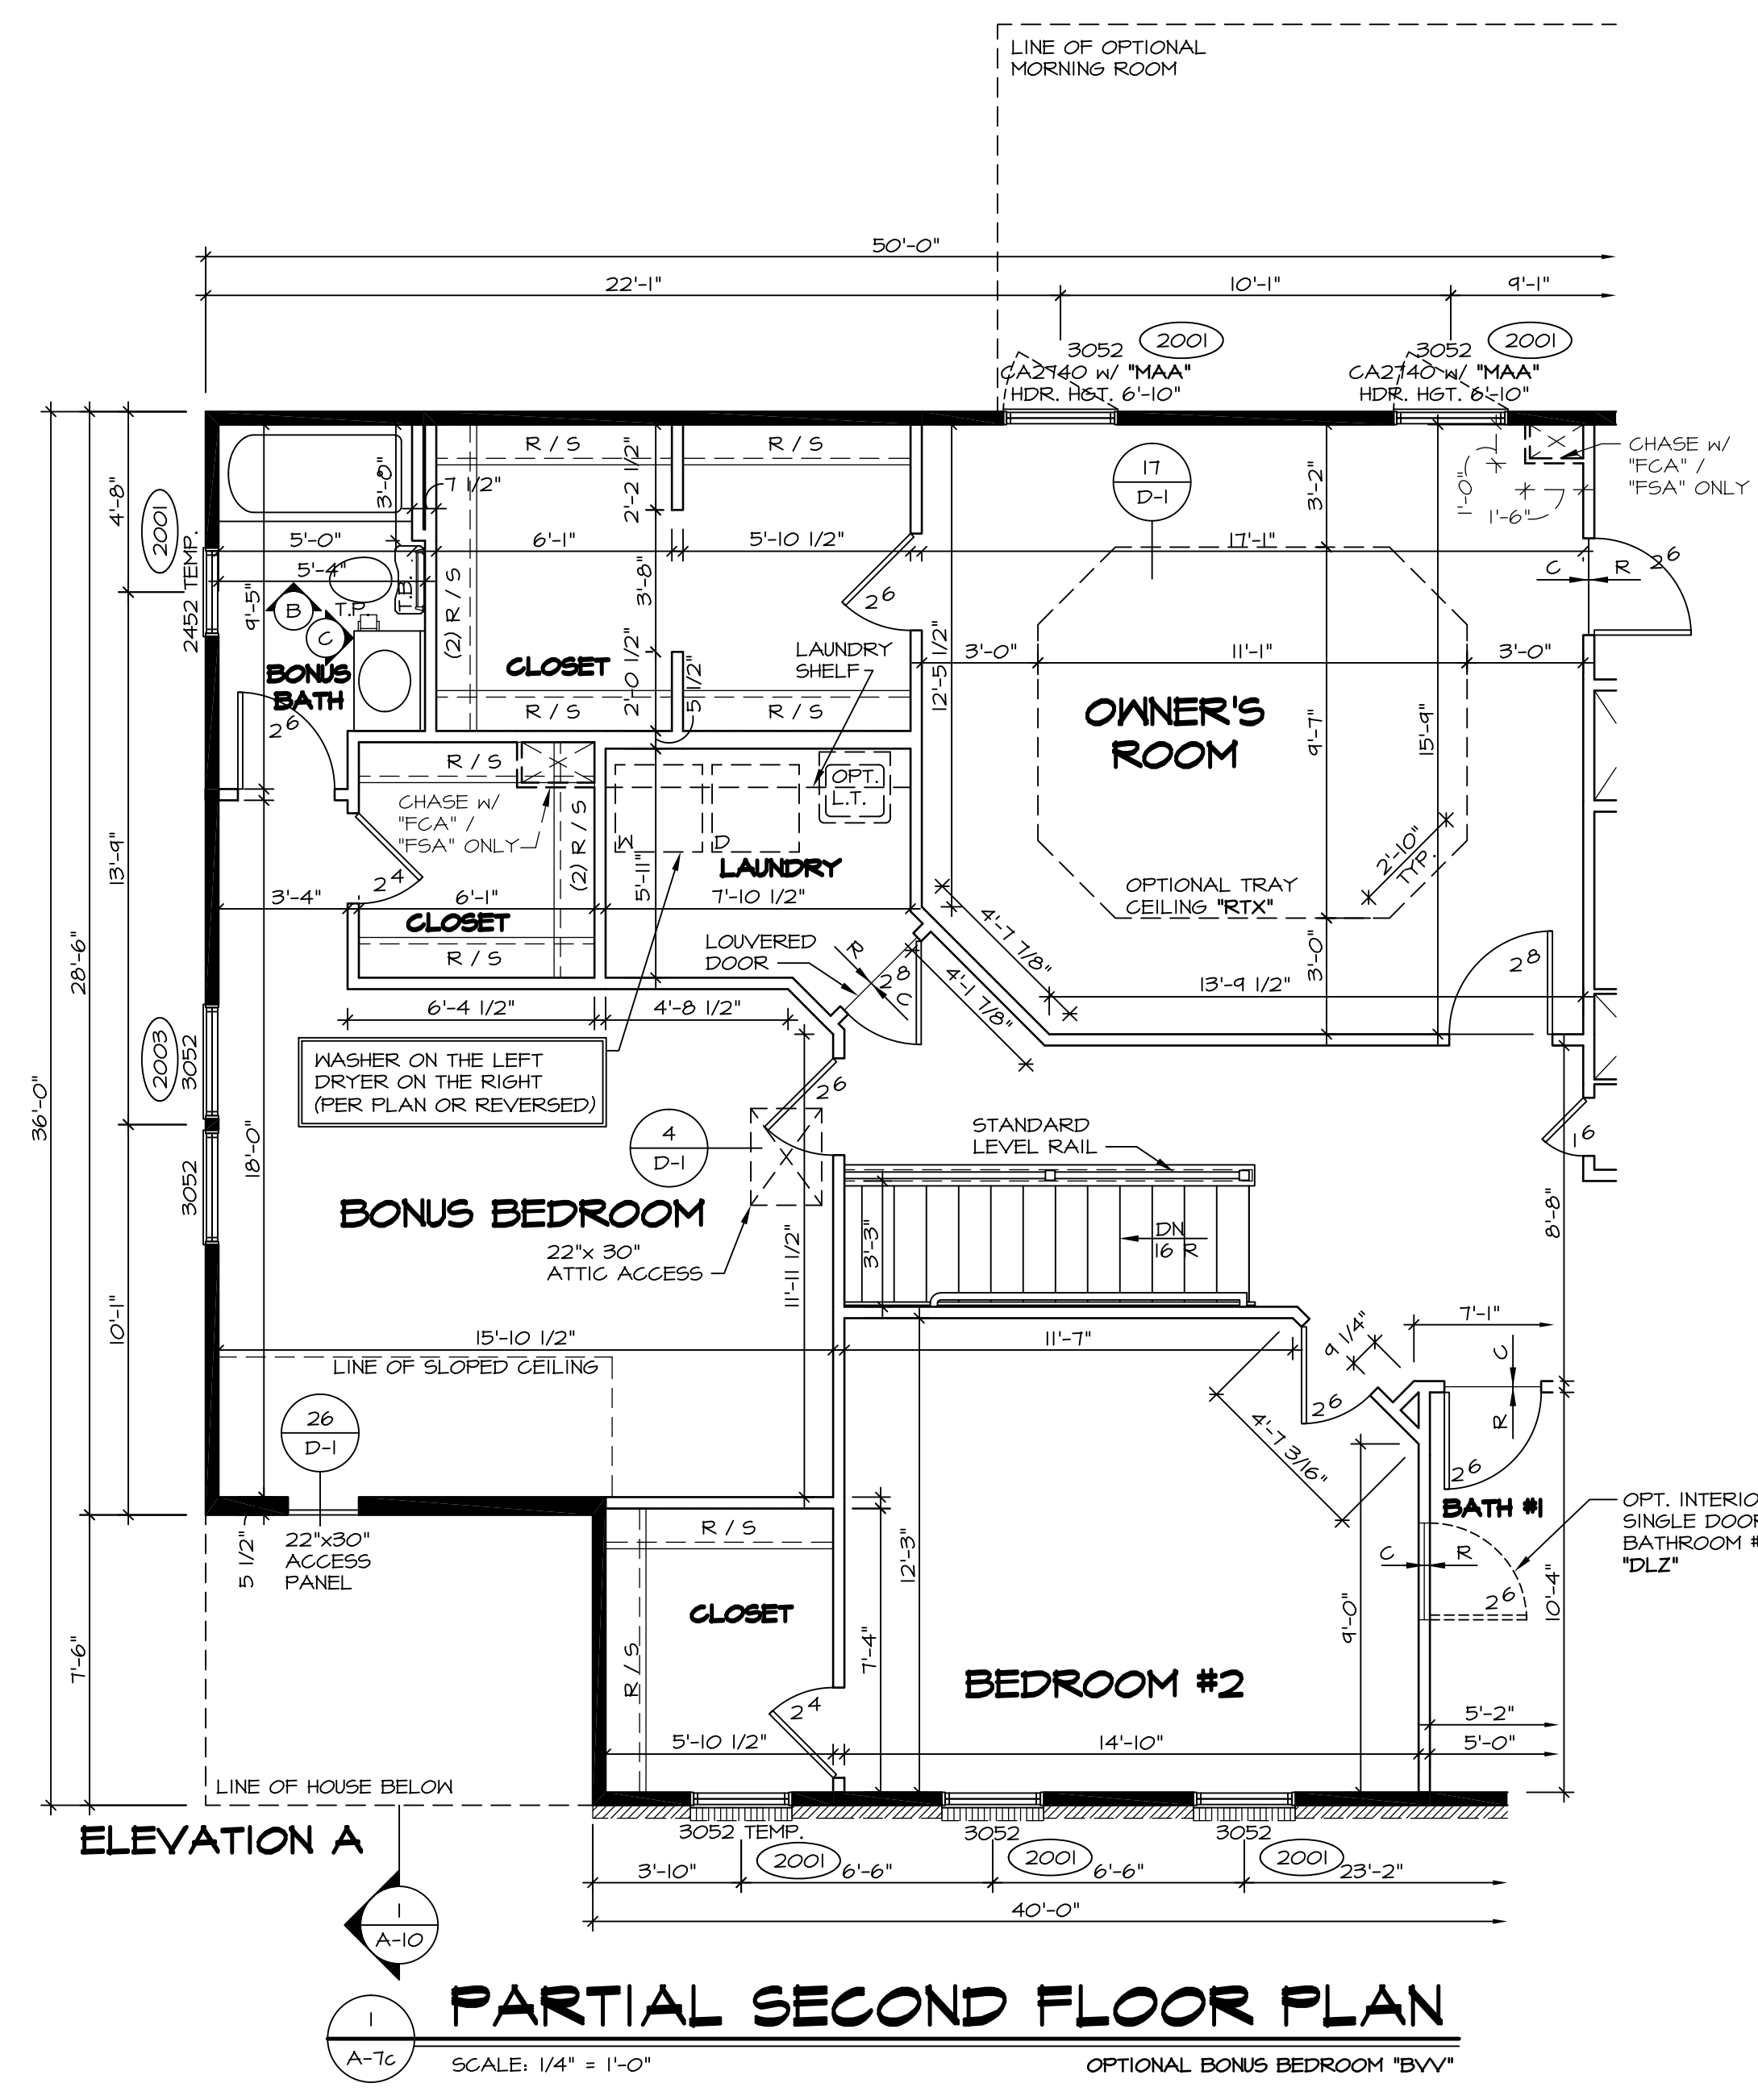 LINE OF OPTIONAL
MORNING ROOM
50'-0"
22'-1"
10'-1"
9'-1"
3052
2001
CA2740 W/ "MAA"
HDR. HGT. 6'-10"
3052
2001
CA2740 W/ "MAA"
HDR. HGT. 6'-10"
36'-0"
28'-6"
7'-6"
4'-8"
13'-9"
10'-1"
2001
2452 TEMP.
2003
3052
3052
R / S
R / S
3'-0"
7 1/2"
2'-2 1/2"
17
D-1
3'-2"
1'-0"
1'-6"
CHASE W/
"FCA" /
"FSA" ONLY
5'-0"
6'-1"
5'-10 1/2"
17'-1"
5'-4"
T.B.
T.P.
9'-5"
B
C
(2) R / S
3'-8"
26
C
R
26
BONUS
BATH
CLOSET
2'-0 1/2"
5 1/2"
LAUNDRY
SHELF
12'-5 1/2"
3'-0"
11'-1"
3'-0"
OWNER'S
ROOM
9'-7"
15'-9"
26
R / S
R / S
R / S
CHASE W/
"FCA" /
"FSA" ONLY
(2) R / S
W
D
OPT.
L.T.
5'-11"
LAUNDRY
7'-10 1/2"
2'-10"
TYP.
OPTIONAL TRAY
CEILING "RTX"
24
3'-4"
6'-1"
CLOSET
R / S
LOUVERED
DOOR
R
28
C
4'-7 7/8"
4'-1 7/8"
3'-0"
13'-9 1/2"
28
6'-4 1/2"
4'-8 1/2"
WASHER ON THE LEFT
DRYER ON THE RIGHT
(PER PLAN OR REVERSED)
26
4
D-1
18'-0"
STANDARD
LEVEL RAIL
16
BONUS BEDROOM
22"x 30"
ATTIC ACCESS
11'-11 1/2"
3'-3"
DN
16 R
8'-8"
15'-10 1/2"
11'-7"
9 1/4"
7'-1"
LINE OF SLOPED CEILING
26
D-1
26
4'-7 3/16"
C
R
26
BATH #1
5 1/2"
22"x30"
ACCESS
PANEL
R / S
12'-3"
C
R
26
OPT. INTERIO
SINGLE DOOR
BATHROOM #
"DLZ"
10'-4"
CLOSET
R / S
7'-4"
9'-0"
BEDROOM #2
24
5'-10 1/2"
14'-10"
5'-2"
5'-0"
LINE OF HOUSE BELOW
ELEVATION A
3052 TEMP.
3052
3052
3'-10"
2001
6'-6"
2001
6'-6"
2001
23'-2"
40'-0"
1
A-10
1
A-7c
PARTIAL SECOND FLOOR PLAN
SCALE: 1/4" = 1'-0"
OPTIONAL BONUS BEDROOM "BVV"